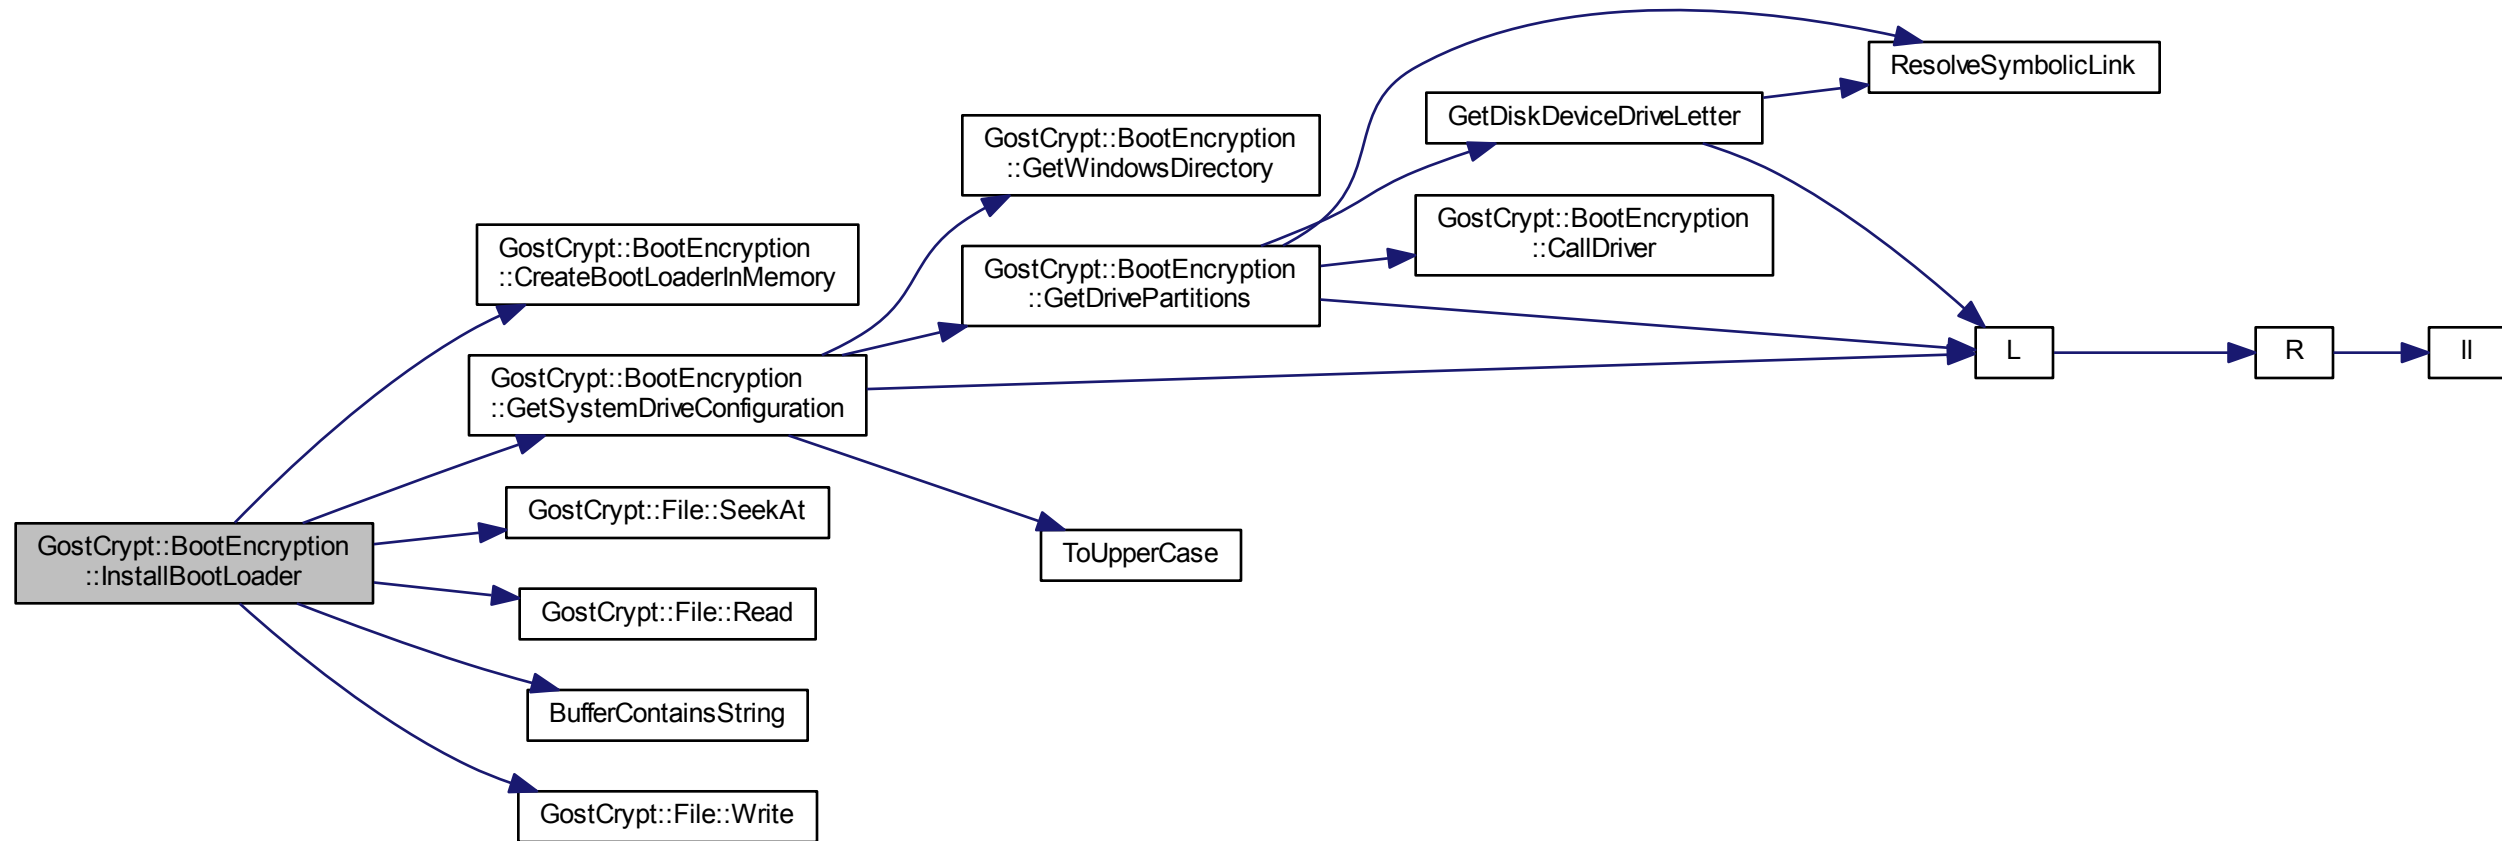 GostCrypt::BootEncryption
::InstallBootLoader
GostCrypt::BootEncryption
::CreateBootLoaderInMemory
GostCrypt::BootEncryption
::GetSystemDriveConfiguration
GostCrypt::File::SeekAt
GostCrypt::File::Read
BufferContainsString
GostCrypt::File::Write
GostCrypt::BootEncryption
::GetWindowsDirectory
GostCrypt::BootEncryption
::GetDrivePartitions
ToUpperCase
GetDiskDeviceDriveLetter
GostCrypt::BootEncryption
::CallDriver
ResolveSymbolicLink
L
R
ll